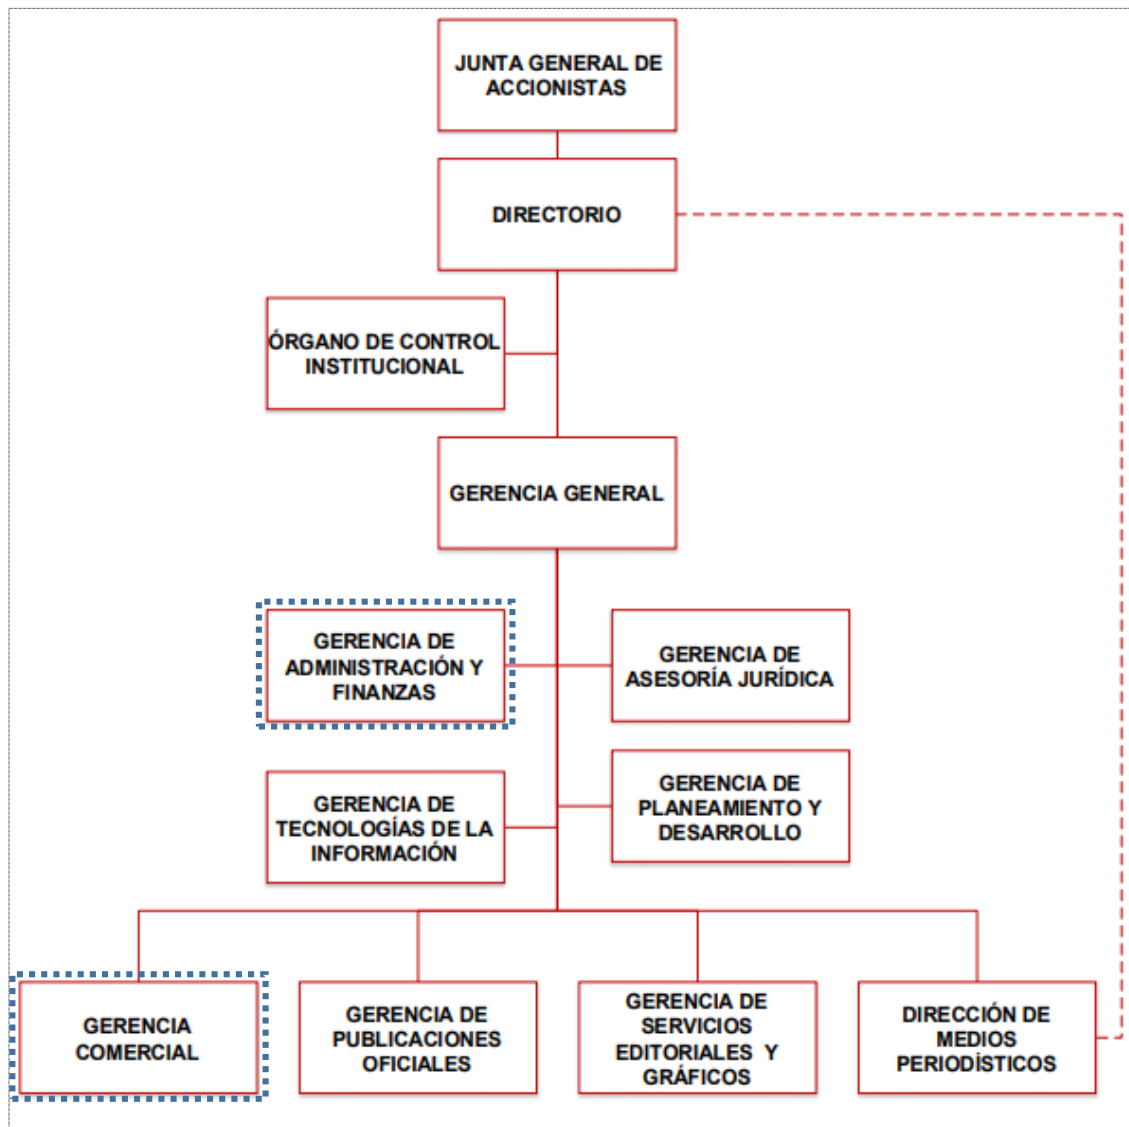 JUNTA GENERAL DE
ACCIONISTAS
DIRECTORIO
ÓRGANO DE CONTROL
INSTITUCIONAL
GERENCIA GENERAL
GERENCIA DE
ADMINISTRACIÓN Y
FINANZAS
GERENCIA DE
ASESORÍA JURÍDICA
GERENCIA DE
TECNOLOGÍAS DE LA
INFORMACIÓN
GERENCIA DE
PLANEAMIENTO Y
DESARROLLO
GERENCIA
COMERCIAL
GERENCIA DE
PUBLICACIONES
OFICIALES
GERENCIA DE
SERVICIOS
EDITORIALES Y
GRÁFICOS
DIRECCIÓN DE
MEDIOS
PERIODÍSTICOS